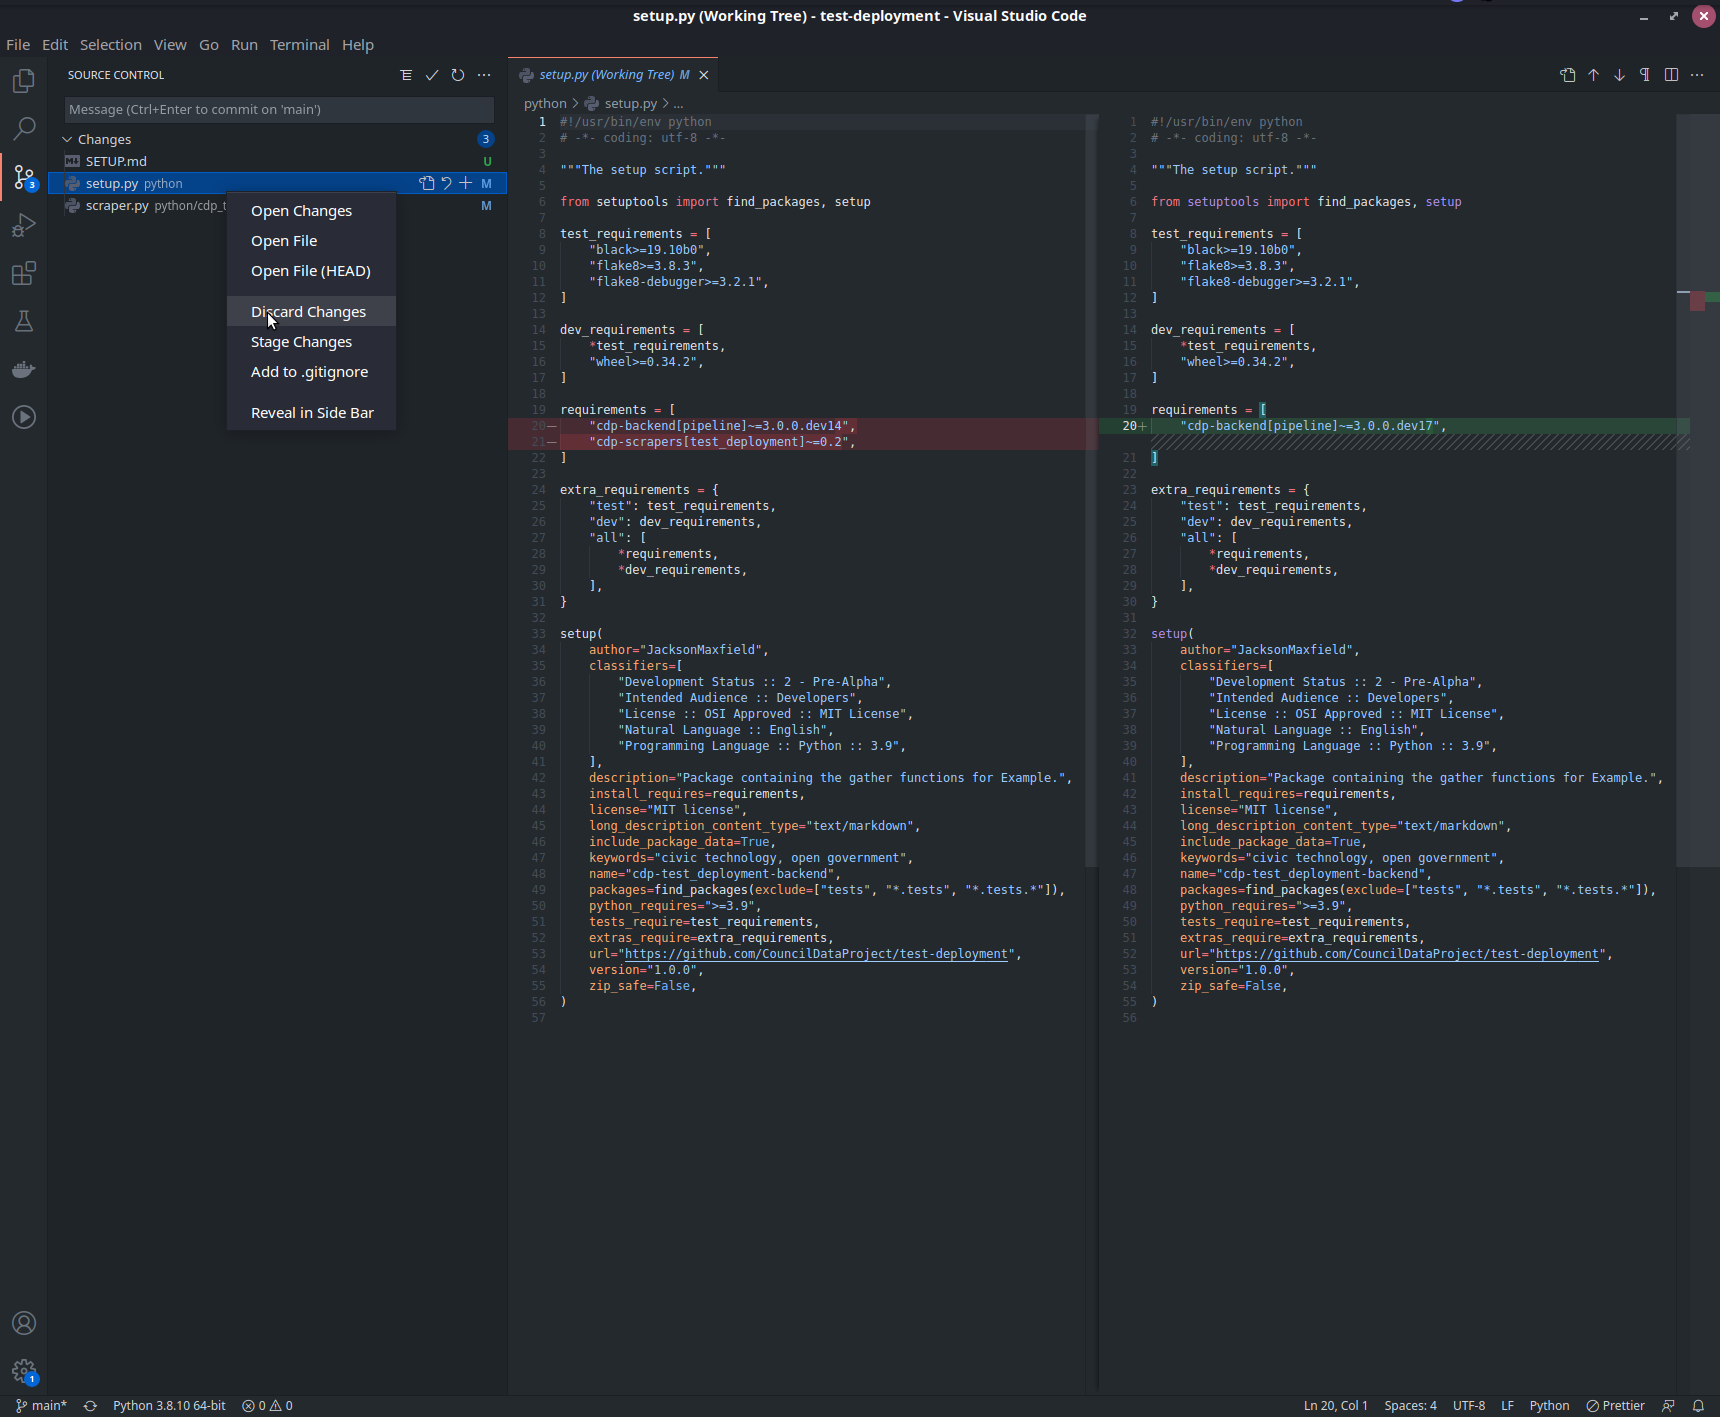 setup.py (Working Tree) - test-deployment - Visual Studio Code
File Edit Selection View Go Run Terminal Help
SOURCE CONTROL
Message (Ctrl+Enter to commit on 'main')
Changes 3
SETUP.md U
setup.py python M
scraper.py python/cdp_t M
3
Open Changes
Open File
Open File (HEAD)
Discard Changes
Stage Changes
Add to .gitignore
Reveal in Side Bar
setup.py (Working Tree) M
python > setup.py > ...
1 #!/usr/bin/env python
2 # -*- coding: utf-8 -*-
3
4 """The setup script."""
5
6 from setuptools import find_packages, setup
7
8 test_requirements = [
9 "black>=19.10b0",
10 "flake8>=3.8.3",
11 "flake8-debugger>=3.2.1",
12 ]
13
14 dev_requirements = [
15 *test_requirements,
16 "wheel>=0.34.2",
17 ]
18
19 requirements = [
20— "cdp-backend[pipeline]~=3.0.0.dev14",
21— "cdp-scrapers[test_deployment]~=0.2",
22 ]
23
24 extra_requirements = {
25 "test": test_requirements,
26 "dev": dev_requirements,
27 "all": [
28 *requirements,
29 *dev_requirements,
30 ],
31 }
32
33 setup(
34 author="JacksonMaxfield",
35 classifiers=[
36 "Development Status :: 2 - Pre-Alpha",
37 "Intended Audience :: Developers",
38 "License :: OSI Approved :: MIT License",
39 "Natural Language :: English",
40 "Programming Language :: Python :: 3.9",
41 ],
42 description="Package containing the gather functions for Example.",
43 install_requires=requirements,
44 license="MIT license",
45 long_description_content_type="text/markdown",
46 include_package_data=True,
47 keywords="civic technology, open government",
48 name="cdp-test_deployment-backend",
49 packages=find_packages(exclude=["tests", "*.tests", "*.tests.*"]),
50 python_requires=">=3.9",
51 tests_require=test_requirements,
52 extras_require=extra_requirements,
53 url="https://github.com/CouncilDataProject/test-deployment",
54 version="1.0.0",
55 zip_safe=False,
56 )
57
1 #!/usr/bin/env python
2 # -*- coding: utf-8 -*-
3
4 """The setup script."""
5
6 from setuptools import find_packages, setup
7
8 test_requirements = [
9 "black>=19.10b0",
10 "flake8>=3.8.3",
11 "flake8-debugger>=3.2.1",
12 ]
13
14 dev_requirements = [
15 *test_requirements,
16 "wheel>=0.34.2",
17 ]
18
19 requirements = [
20+ "cdp-backend[pipeline]~=3.0.0.dev17",
21 ]
22
23 extra_requirements = {
24 "test": test_requirements,
25 "dev": dev_requirements,
26 "all": [
27 *requirements,
28 *dev_requirements,
29 ],
30 }
31
32 setup(
33 author="JacksonMaxfield",
34 classifiers=[
35 "Development Status :: 2 - Pre-Alpha",
36 "Intended Audience :: Developers",
37 "License :: OSI Approved :: MIT License",
38 "Natural Language :: English",
39 "Programming Language :: Python :: 3.9",
40 ],
41 description="Package containing the gather functions for Example.",
42 install_requires=requirements,
43 license="MIT license",
44 long_description_content_type="text/markdown",
45 include_package_data=True,
46 keywords="civic technology, open government",
47 name="cdp-test_deployment-backend",
48 packages=find_packages(exclude=["tests", "*.tests", "*.tests.*"]),
49 python_requires=">=3.9",
50 tests_require=test_requirements,
51 extras_require=extra_requirements,
52 url="https://github.com/CouncilDataProject/test-deployment",
53 version="1.0.0",
54 zip_safe=False,
55 )
56
1
main* Python 3.8.10 64-bit 0 0 Ln 20, Col 1 Spaces: 4 UTF-8 LF Python Prettier